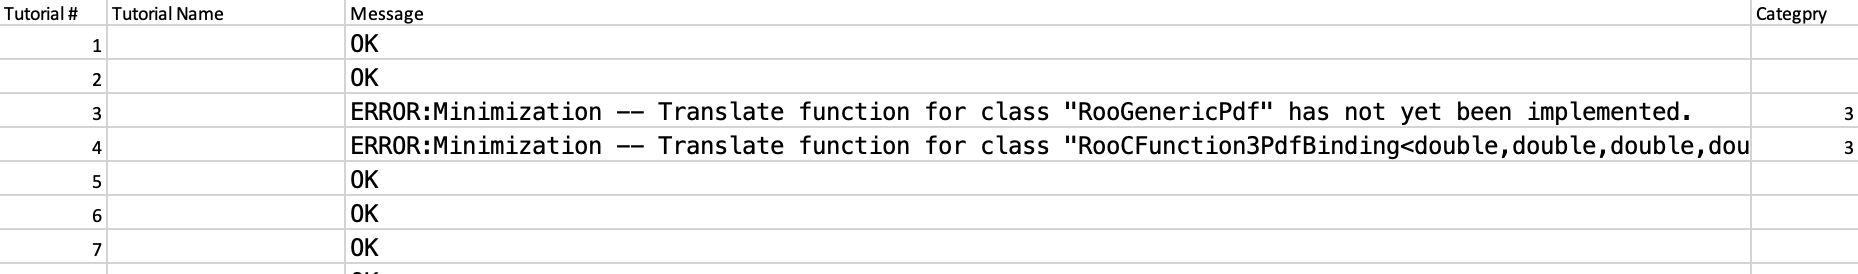 Tutorial # Tutorial Name Message Categpry
1 OK
2 OK
3 ERROR:Minimization -- Translate function for class "RooGenericPdf" has not yet been implemented. 3
4 ERROR:Minimization -- Translate function for class "RooCFunction3PdfBinding<double,double,double,dou 3
5 OK
6 OK
7 OK